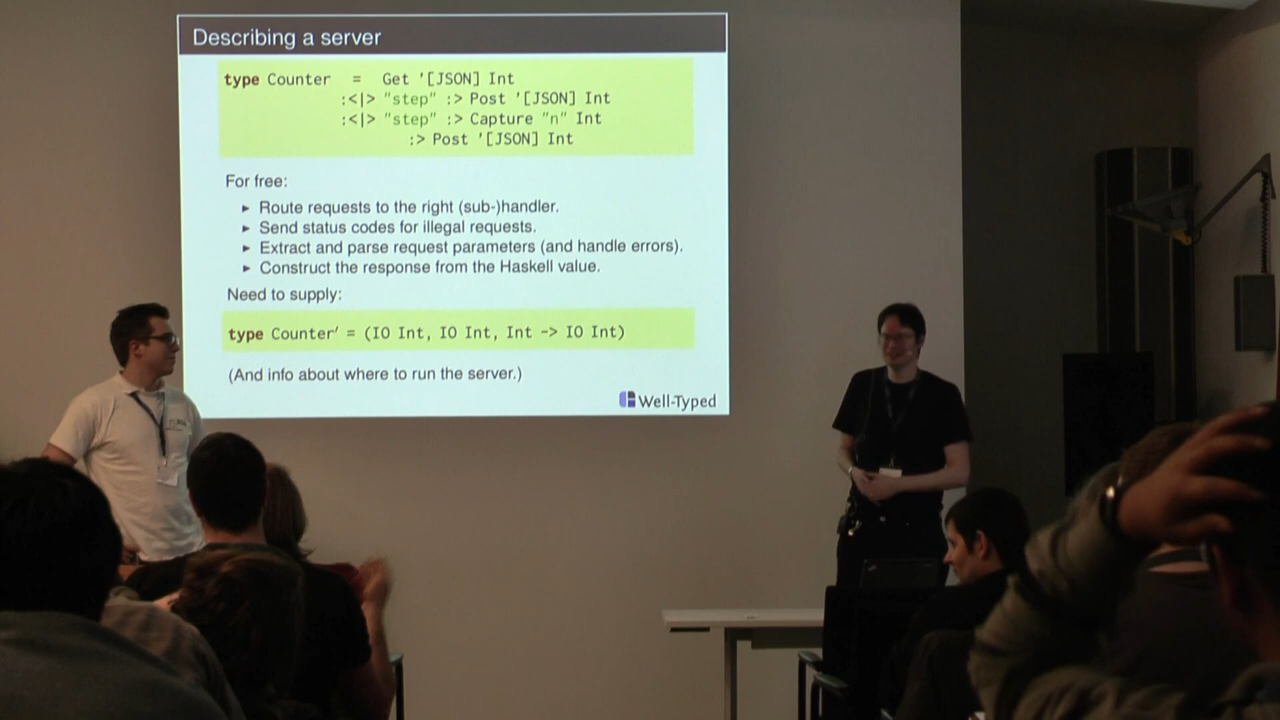 Describing a server
type Counter = Get '[JSON] Int
:<|> "step" :> Post '[JSON] Int
:<|> "step" :> Capture "n" Int
:> Post '[JSON] Int
For free:
► Route requests to the right (sub-)handler.
► Send status codes for illegal requests.
► Extract and parse request parameters (and handle errors).
► Construct the response from the Haskell value.
Need to supply:
type Counter′ = (IO Int, IO Int, Int -> IO Int)
(And info about where to run the server.)
Well-Typed